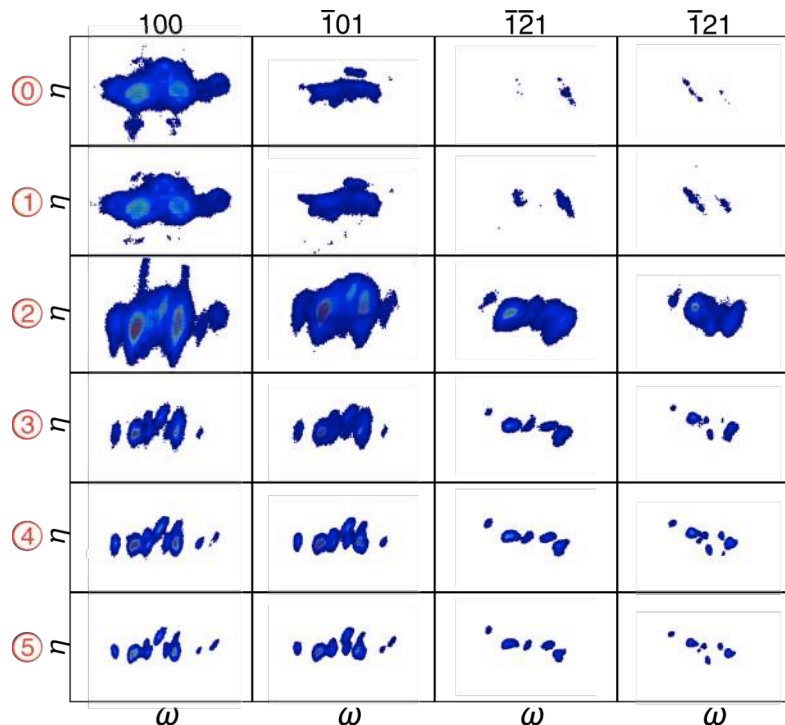 100 1̄01 1̄2̄1 1̄21
⓪ η
① η
② η
③ η
④ η
⑤ η
ω ω ω ω